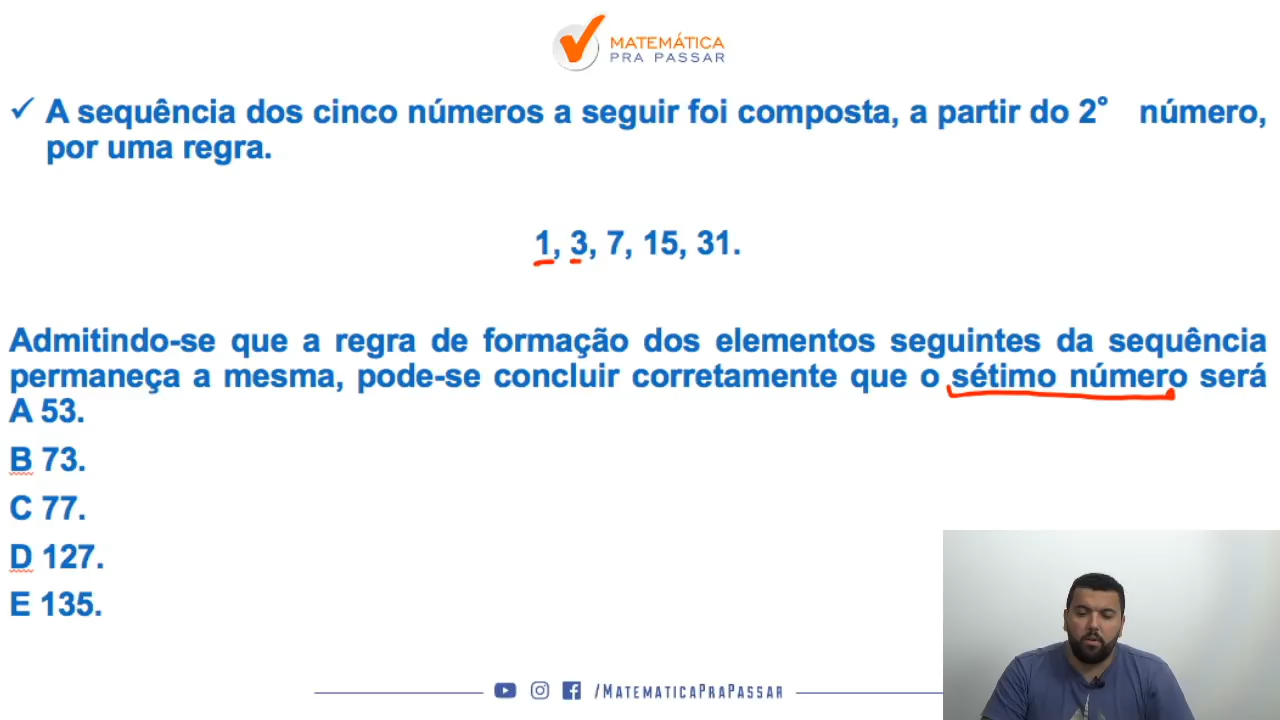 MATEMÁTICA
PRA PASSAR
✓ A sequência dos cinco números a seguir foi composta, a partir do 2° número,
por uma regra.
1, 3, 7, 15, 31.
Admitindo-se que a regra de formação dos elementos seguintes da sequência
permaneça a mesma, pode-se concluir corretamente que o sétimo número será
A 53.
B 73.
C 77.
D 127.
E 135.
/MATEMATICAPRAPASSAR